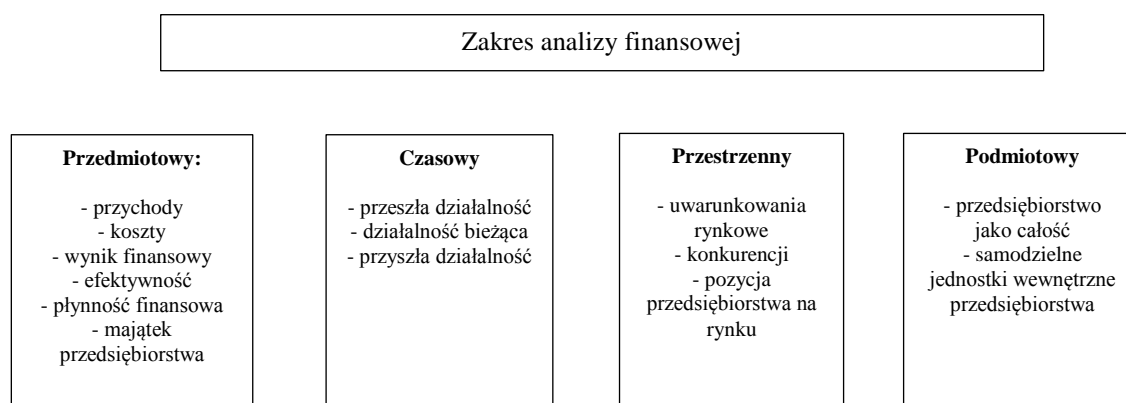 Zakres analizy finansowej
Przedmiotowy:
- przychody
- koszty
- wynik finansowy
- efektywność
- płynność finansowa
- majątek
przedsiębiorstwa
Czasowy
- przeszła działalność
- działalność bieżąca
- przyszła działalność
Przestrzenny
- uwarunkowania
rynkowe
- konkurencji
- pozycja
przedsiębiorstwa na
rynku
Podmiotowy
- przedsiębiorstwo
jako całość
- samodzielne
jednostki wewnętrzne
przedsiębiorstwa